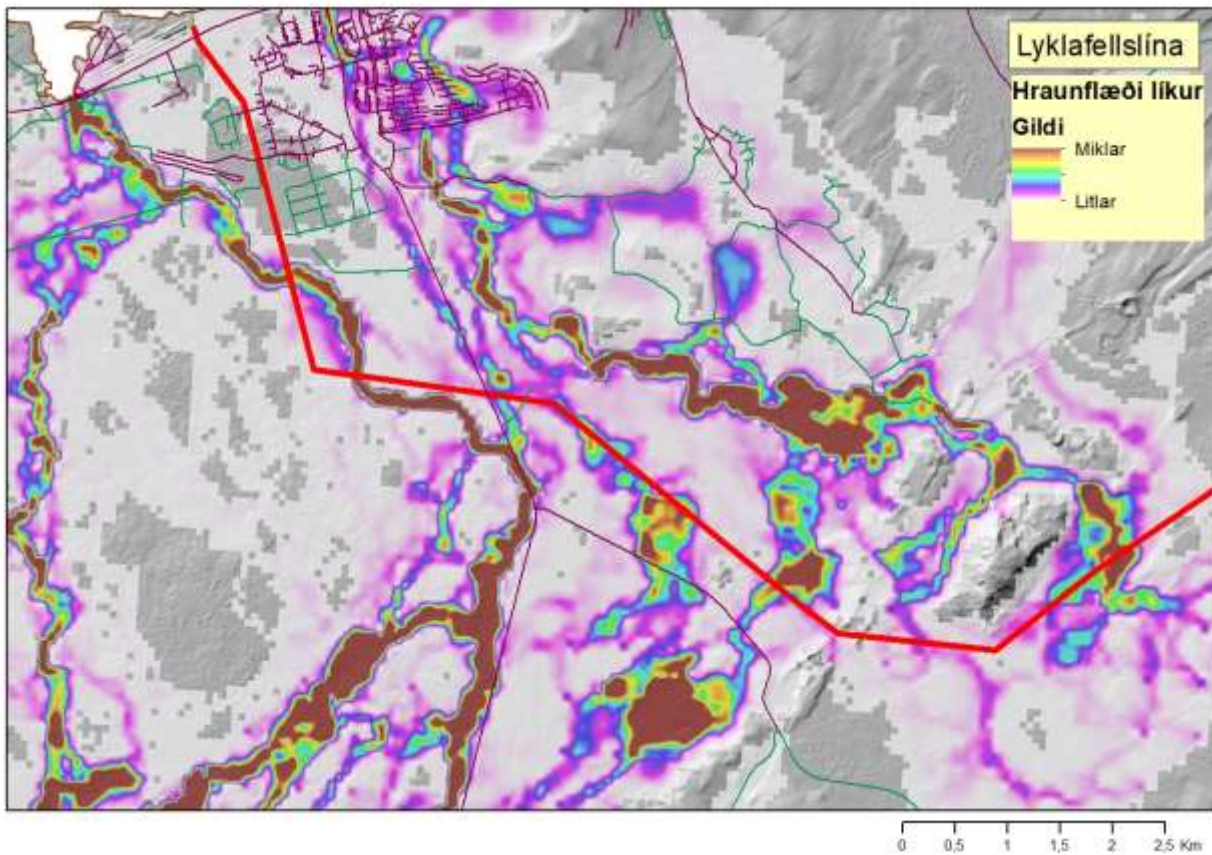 Lyklafellslína
Hraunflæði líkur
Gildi
Miklar
Litlar
0 0,5 1 1,5 2 2,5 Km